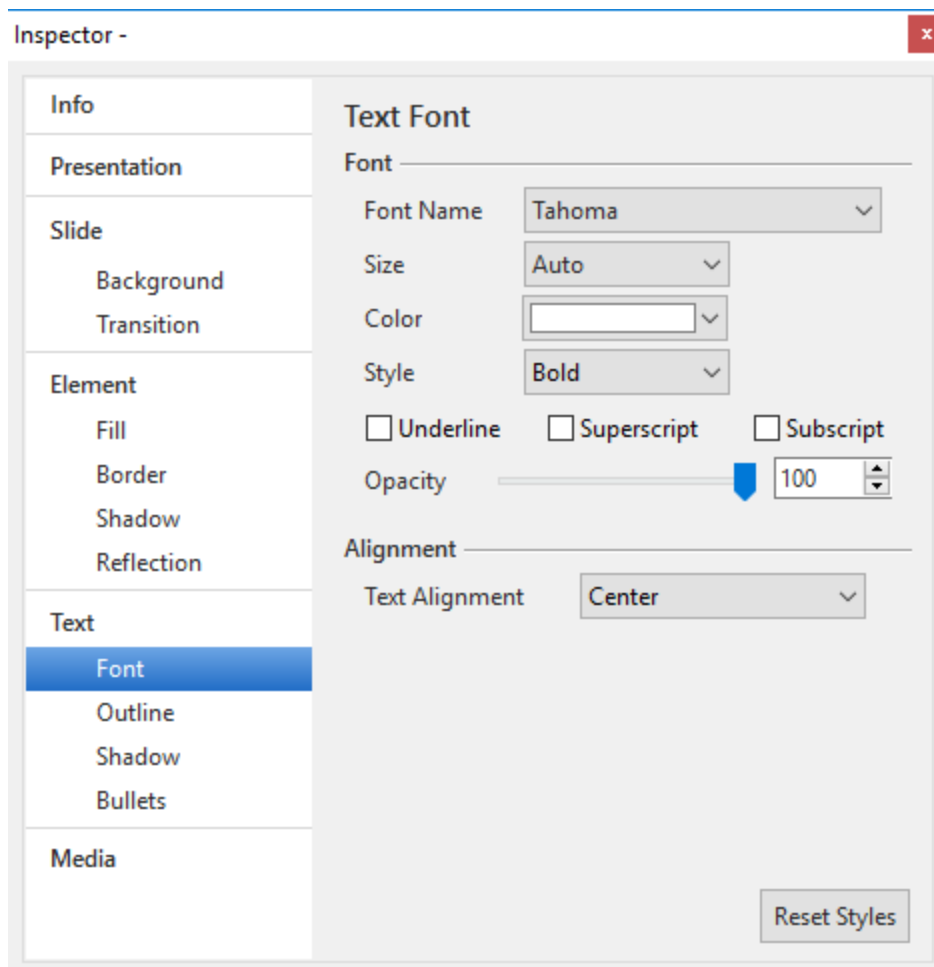 Inspector -
x
Info
Presentation
Slide
Background
Transition
Element
Fill
Border
Shadow
Reflection
Text
Font
Outline
Shadow
Bullets
Media
Text Font
Font
Font Name Tahoma
Size Auto
Color
Style Bold
Underline Superscript Subscript
Opacity 100
Alignment
Text Alignment Center
Reset Styles